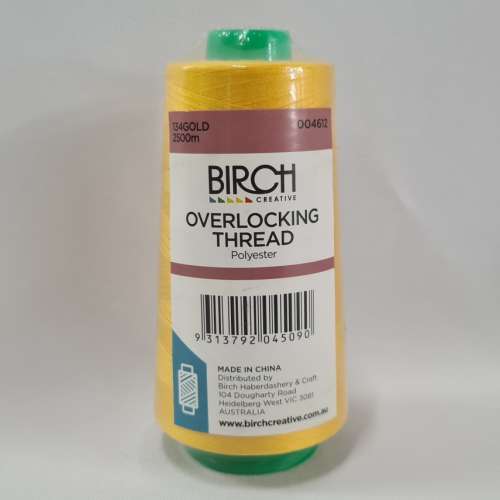 134GOLD 004612
2500m
BIRCH
CREATIVE
OVERLOCKING
THREAD
Polyester
9 313792 045090
MADE IN CHINA
Distributed by
Birch Haberdashery & Craft
104 Dougharty Road
Heidelberg West VIC 3081
AUSTRALIA
www.birchcreative.com.au